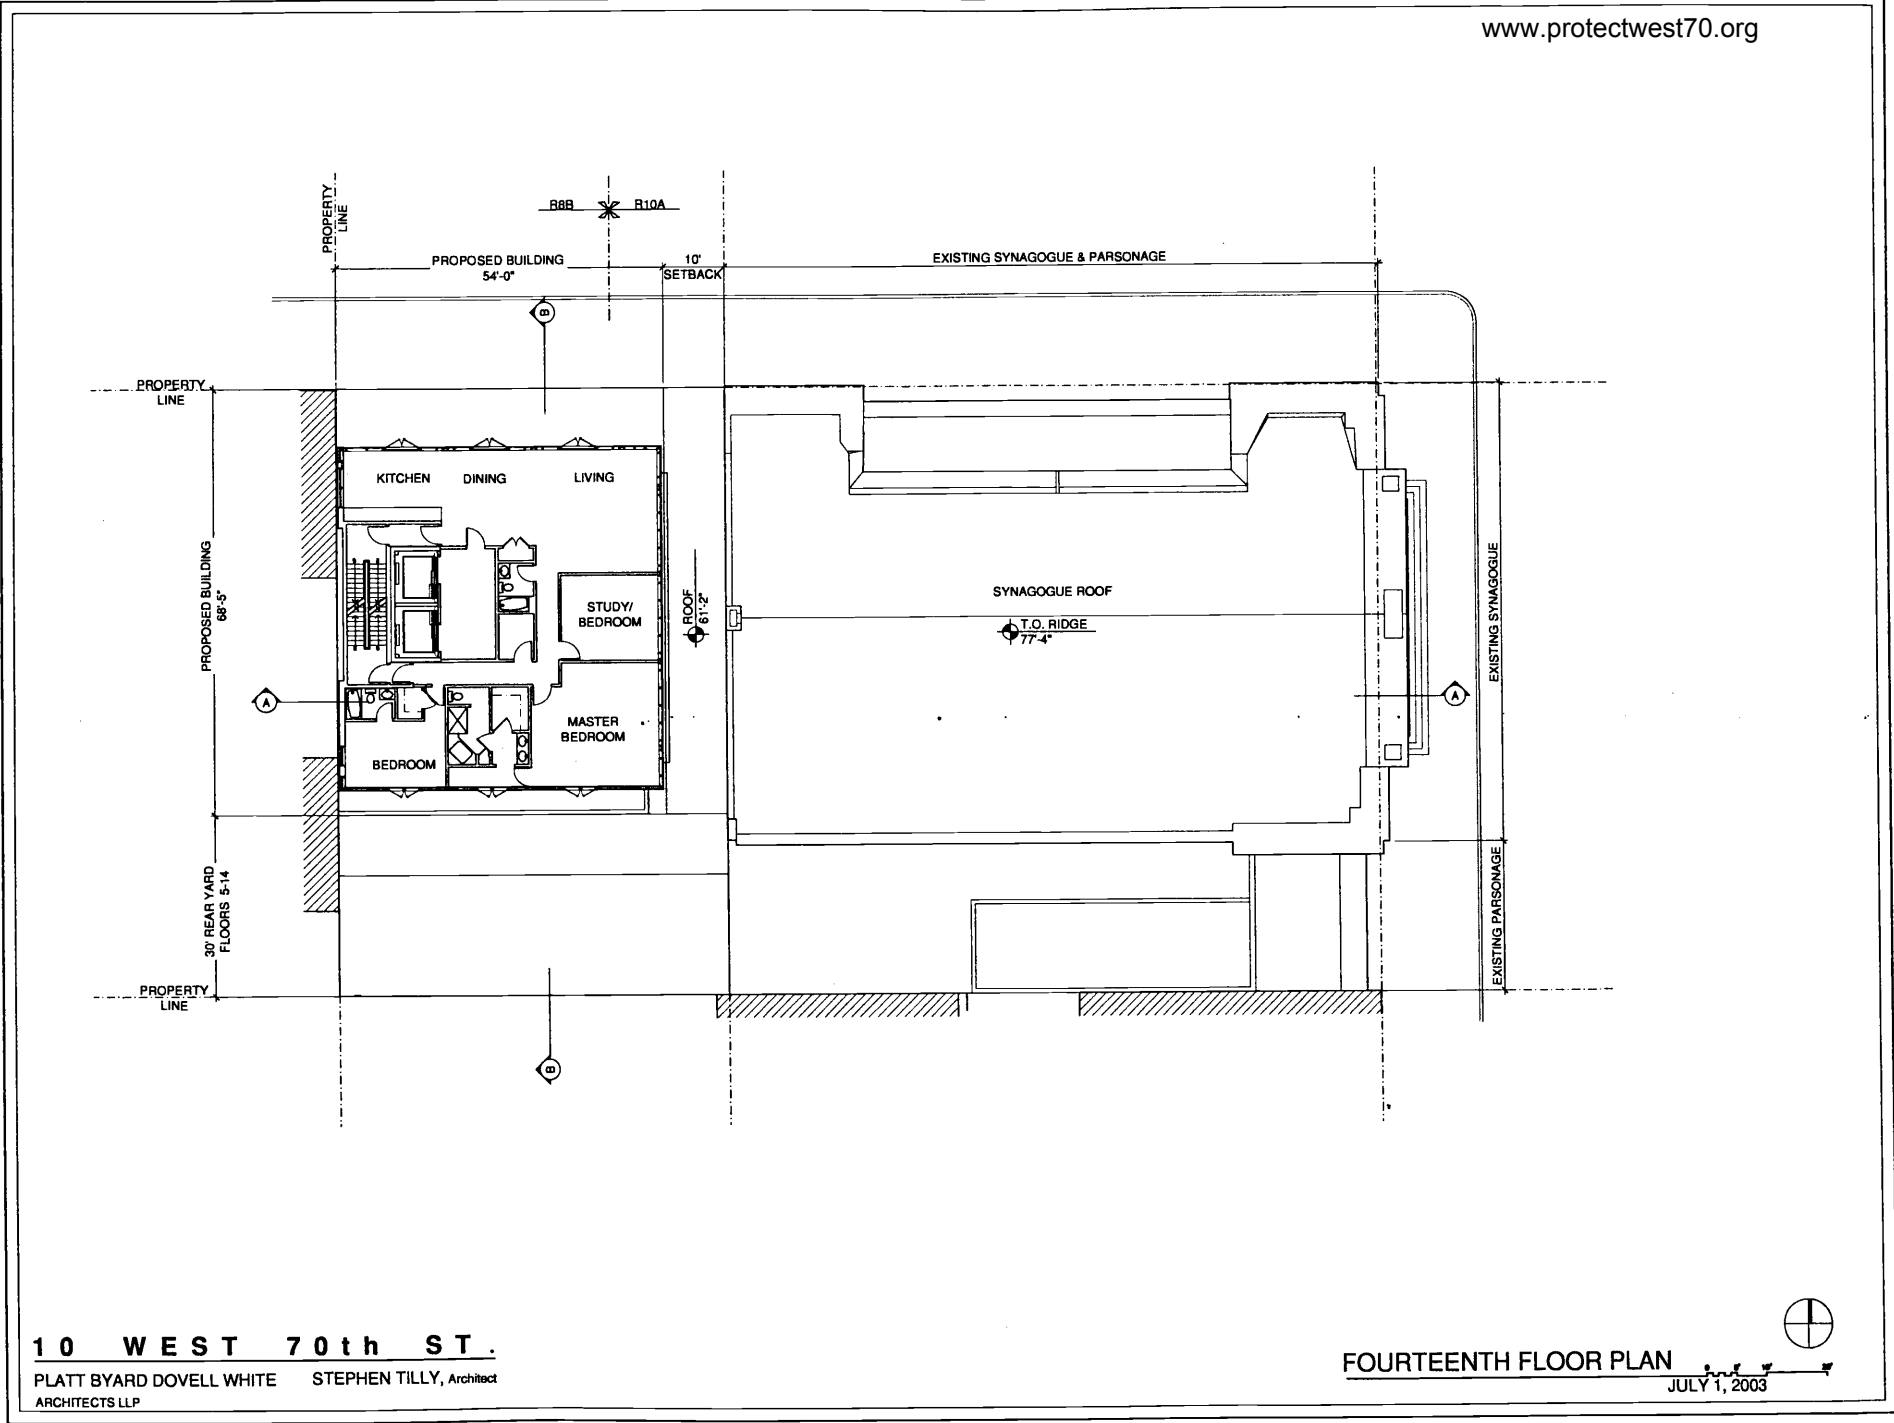 www.protectwest70.org
PROPERTY
LINE
R8B
R10A
PROPOSED BUILDING
54'-0"
10'
SETBACK
EXISTING SYNAGOGUE & PARSONAGE
B
PROPERTY
LINE
KITCHEN
DINING
LIVING
PROPOSED BUILDING
68'-5"
STUDY/
BEDROOM
ROOF
61'-2"
SYNAGOGUE ROOF
T.O. RIDGE
77'-4"
EXISTING SYNAGOGUE
A
A
MASTER
BEDROOM
BEDROOM
30' REAR YARD
FLOORS 5-14
EXISTING PARSONAGE
PROPERTY
LINE
B
10 WEST 70th ST.
PLATT BYARD DOVELL WHITE
ARCHITECTS LLP
STEPHEN TILLY, Architect
FOURTEENTH FLOOR PLAN
JULY 1, 2003